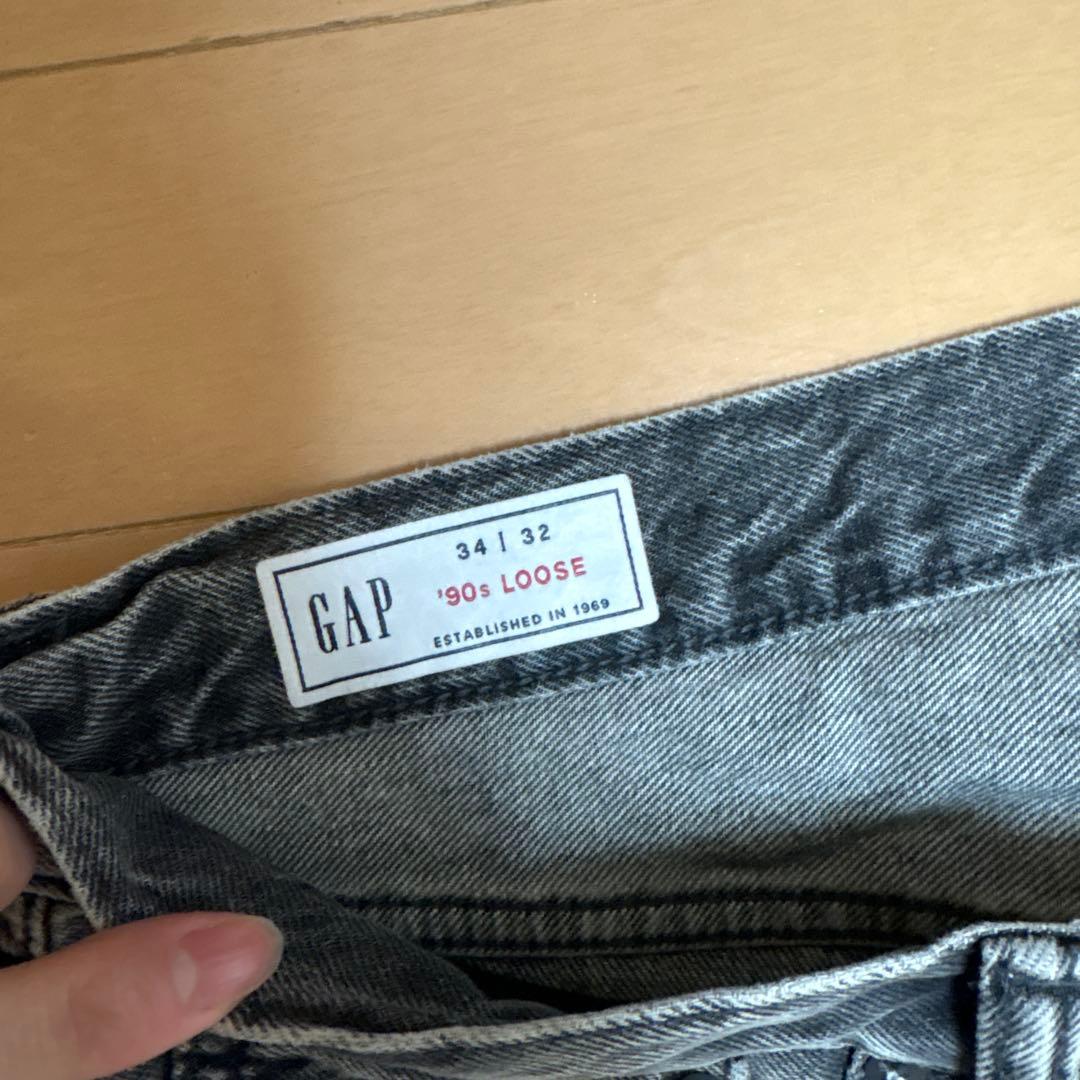 GAP
34 | 32
'90s LOOSE
ESTABLISHED IN 1969